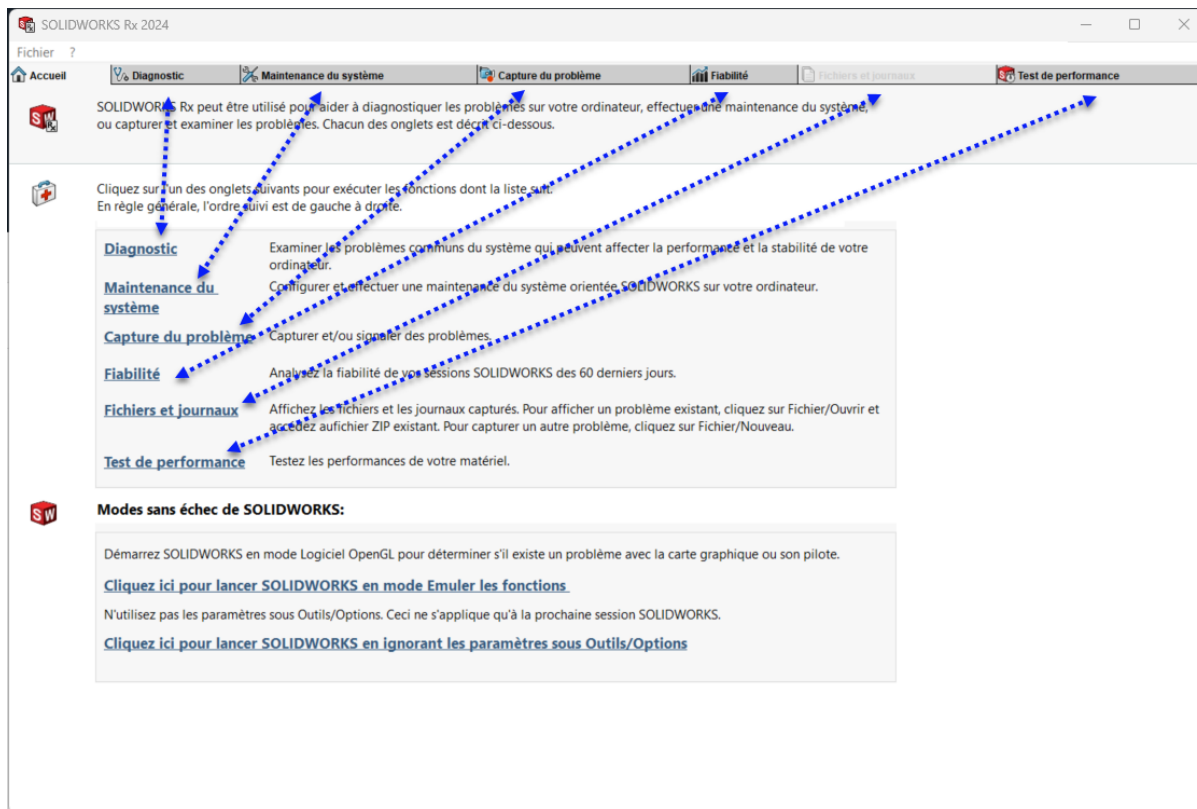 SOLIDWORKS Rx 2024
Fichier ?
Accueil Diagnostic Maintenance du système Capture du problème Fiabilité Fichiers et journaux Test de performance
SOLIDWORKS Rx peut être utilisé pour aider à diagnostiquer les problèmes sur votre ordinateur, effectuer une maintenance du système,
ou capturer et examiner les problèmes. Chacun des onglets est décrit ci-dessous.
Cliquez sur l'un des onglets suivants pour exécuter les fonctions dont la liste suit.
En règle générale, l'ordre suivi est de gauche à droite.
Diagnostic Examiner les problèmes communs du système qui peuvent affecter la performance et la stabilité de votre
ordinateur.
Maintenance du Configurer et effectuer une maintenance du système orientée SOLIDWORKS sur votre ordinateur.
système
Capture du problème Capturer et/ou signaler des problèmes.
Fiabilité Analysez la fiabilité de vos sessions SOLIDWORKS des 60 derniers jours.
Fichiers et journaux Affichez les fichiers et les journaux capturés. Pour afficher un problème existant, cliquez sur Fichier/Ouvrir et
accédez aufichier ZIP existant. Pour capturer un autre problème, cliquez sur Fichier/Nouveau.
Test de performance Testez les performances de votre matériel.
SW
Modes sans échec de SOLIDWORKS:
Démarrez SOLIDWORKS en mode Logiciel OpenGL pour déterminer s'il existe un problème avec la carte graphique ou son pilote.
Cliquez ici pour lancer SOLIDWORKS en mode Emuler les fonctions
N'utilisez pas les paramètres sous Outils/Options. Ceci ne s'applique qu'à la prochaine session SOLIDWORKS.
Cliquez ici pour lancer SOLIDWORKS en ignorant les paramètres sous Outils/Options